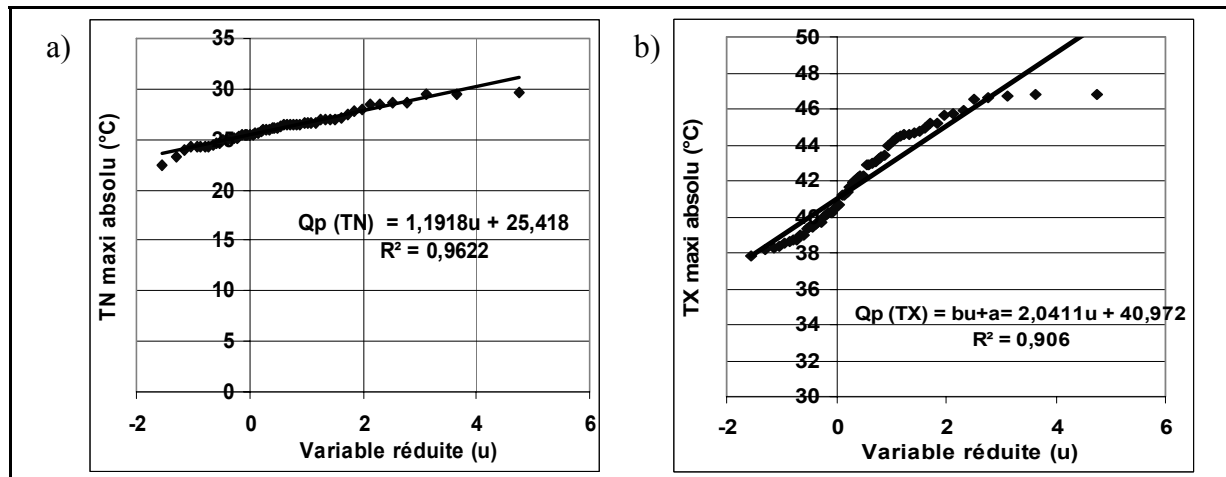 a)
TN maxi absolu (°C)
35
30
25
20
15
10
5
0
Qp (TN) = 1,1918u + 25,418
R² = 0,9622
-2 0 2 4 6
Variable réduite (u)
b)
TX maxi absolu (°C)
50
48
46
44
42
40
38
36
34
32
30
Qp (TX) = bu+a= 2,0411u + 40,972
R² = 0,906
-2 0 2 4 6
Variable réduite (u)